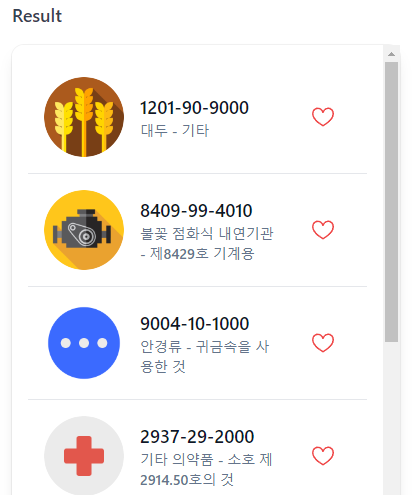 Result
1201-90-9000
대두 - 기타
8409-99-4010
불꽃 점화식 내연기관
- 제8429호 기계용
9004-10-1000
안경류 - 귀금속을 사
용한 것
2937-29-2000
기타 의약품 - 소호 제
2914.50호의 것